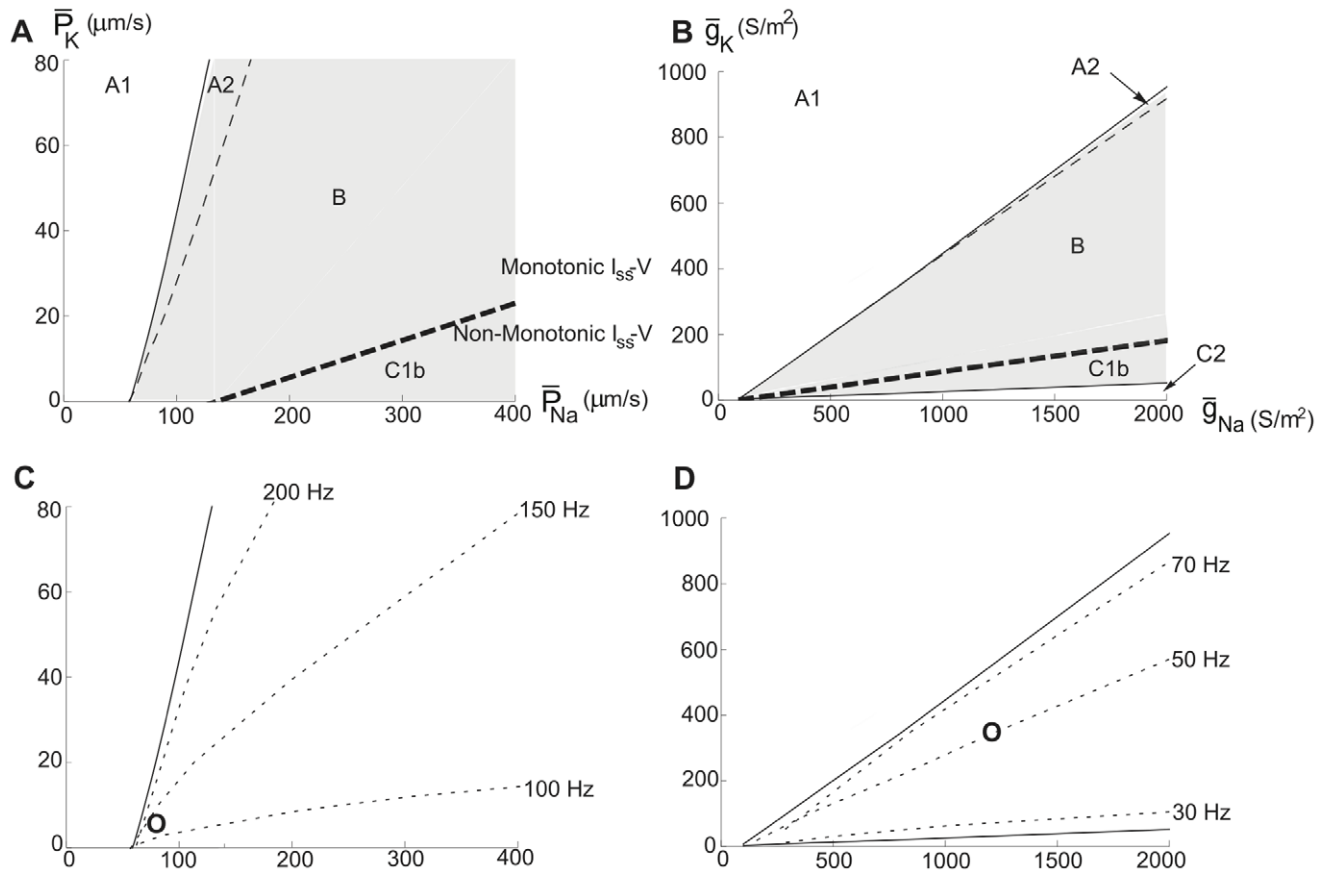 A
P̅K (μm/s)
80
60
40
20
0
0
100
200
300
400
P̅Na (μm/s)
A1
A2
B
Monotonic Iss-V
Non-Monotonic Iss-V
C1b
B
g̅K (S/m²)
1000
800
600
400
200
0
0
500
1000
1500
2000
g̅Na (S/m²)
A1
A2
B
C1b
C2
C
80
60
40
20
0
0
100
200
300
400
200 Hz
150 Hz
100 Hz
O
D
1000
800
600
400
200
0
0
500
1000
1500
2000
70 Hz
50 Hz
O
30 Hz